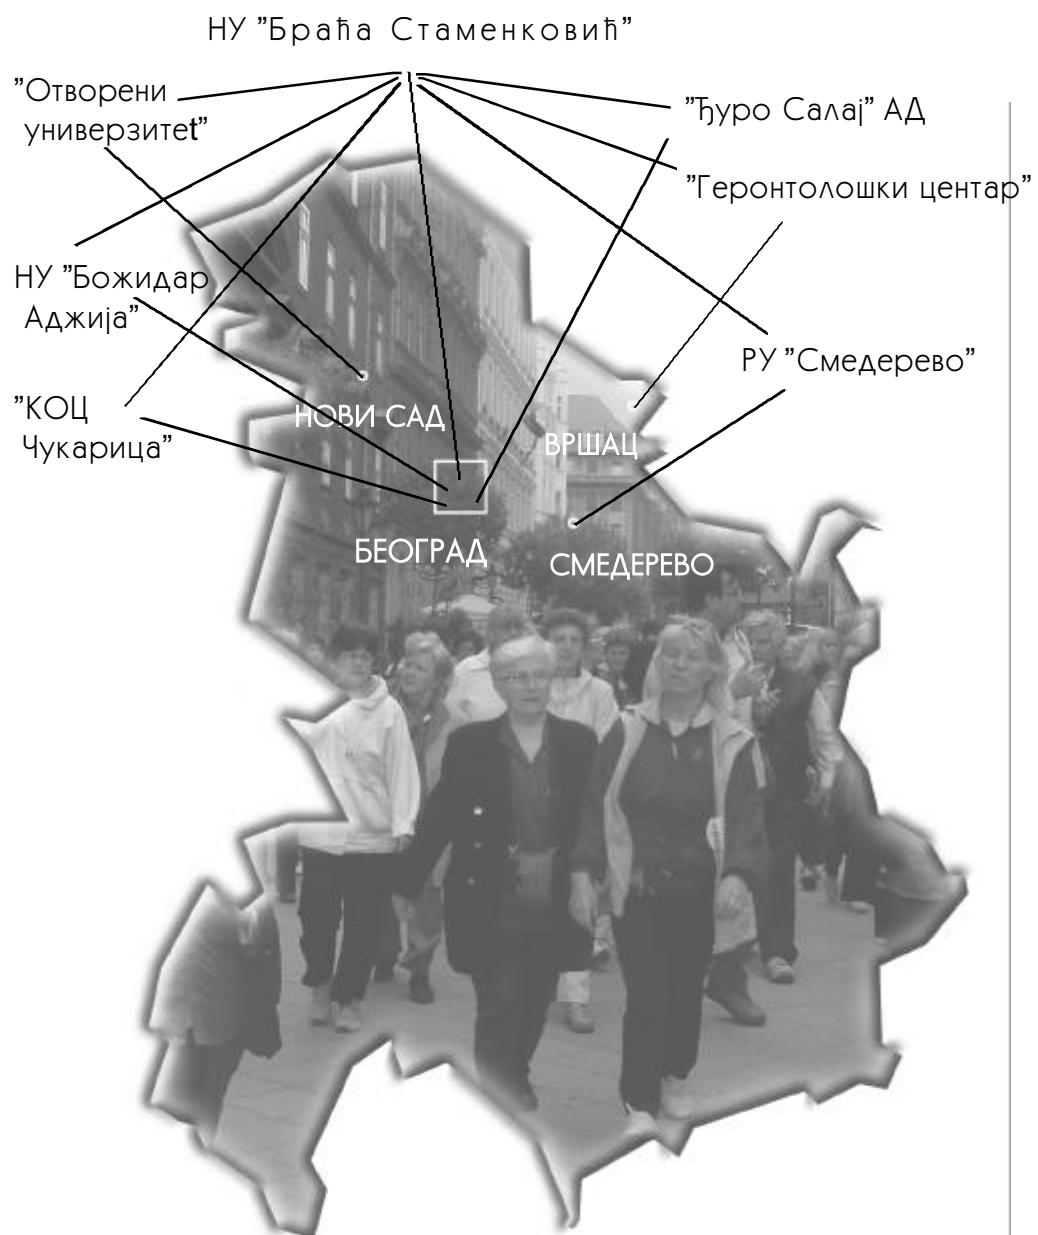 НУ "Браћа Стаменковић"
"Отворени
универзитет"
"Ђуро Салај" АД
"Геронтолошки центар"
НУ "Божидар
Аджија"
РУ "Смедерево"
"КОЦ
Чукарица"
НОВИ САД
ВРШАЦ
БЕОГРАД
СМЕДЕРЕВО